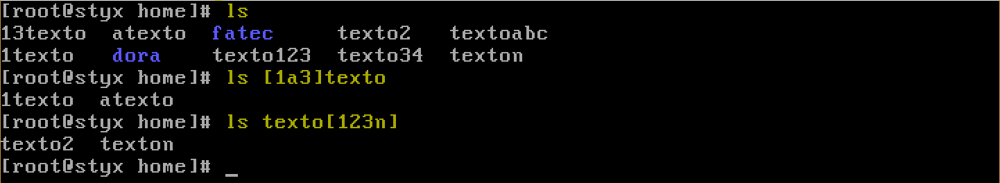 [root@styx home]# ls
13texto  atexto  fatec     texto2   textoabc
1texto   dora    texto123  texto34  texton
[root@styx home]# ls [1a3]texto
1texto  atexto
[root@styx home]# ls texto[123n]
texto2  texton
[root@styx home]# _